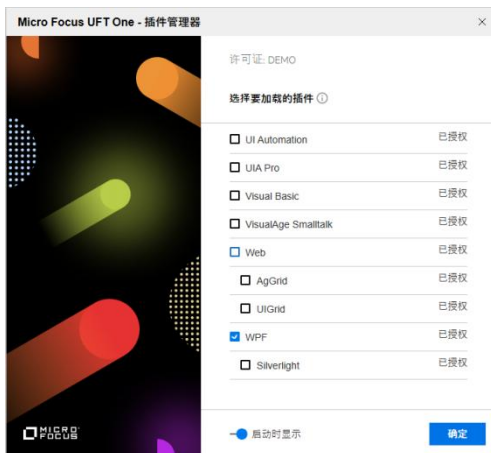 Micro Focus UFT One - 插件管理器
许可证: DEMO
选择要加载的插件
UI Automation 已授权
UIA Pro 已授权
Visual Basic 已授权
VisualAge Smalltalk 已授权
Web 已授权
AgGrid 已授权
UIGrid 已授权
WPF 已授权
Silverlight 已授权
MICRO
FOCUS
启动时显示
确定